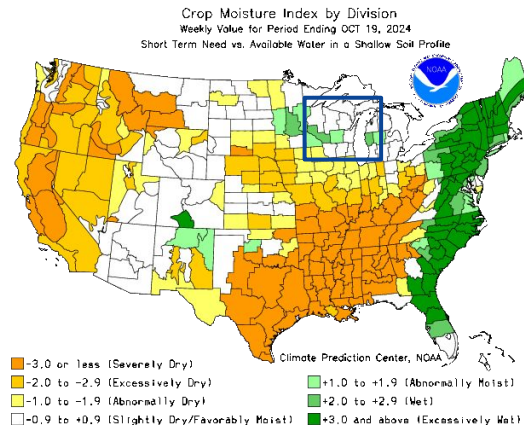 Crop Moisture Index by Division
Weekly Value for Period Ending OCT 19, 2024
Short Term Need vs. Available Water in a Shallow Soil Profile
NOAA
Climate Prediction Center, NOAA
-3.0 or less (Severely Dry)
-2.0 to -2.9 (Excessively Dry)
-1.0 to -1.9 (Abnormally Dry)
-0.9 to +0.9 (Slightly Dry/Favorably Moist)
+1.0 to +1.9 (Abnormally Moist)
+2.0 to +2.9 (Wet)
+3.0 and above (Excessively Wet)